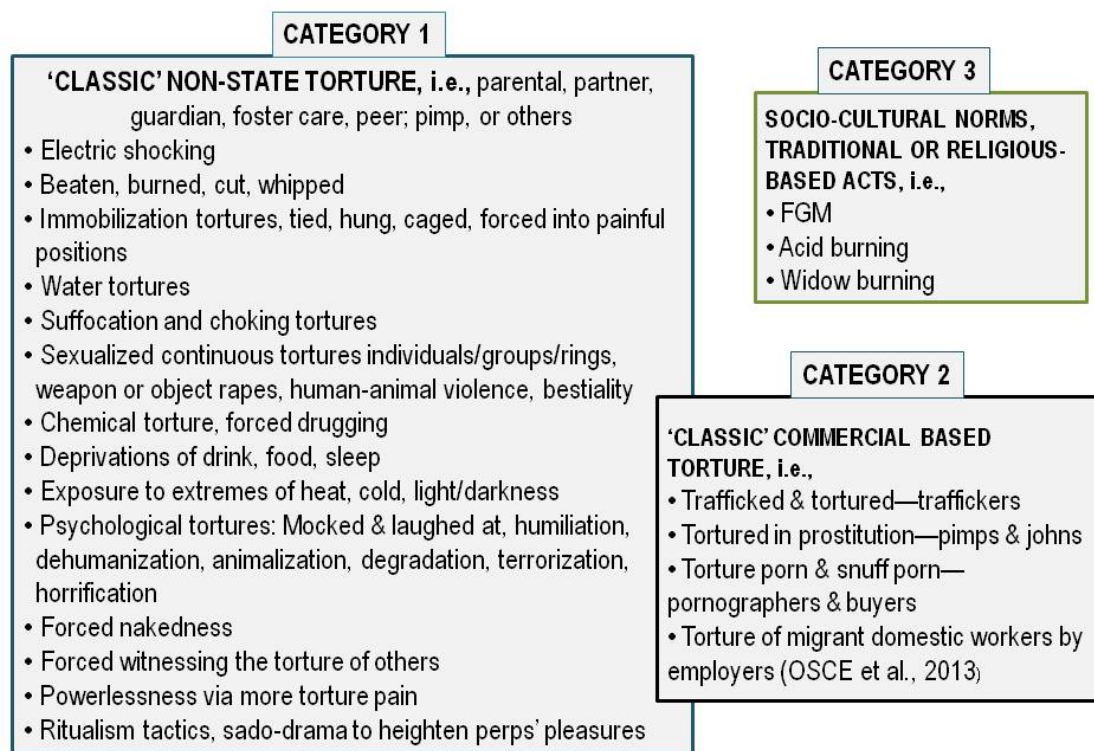 CATEGORY 1
‘CLASSIC’ NON-STATE TORTURE, i.e., parental, partner,
guardian, foster care, peer; pimp, or others
• Electric shocking
• Beaten, burned, cut, whipped
• Immobilization tortures, tied, hung, caged, forced into painful
positions
• Water tortures
• Suffocation and choking tortures
• Sexualized continuous tortures individuals/groups/rings,
weapon or object rapes, human-animal violence, bestiality
• Chemical torture, forced drugging
• Deprivations of drink, food, sleep
• Exposure to extremes of heat, cold, light/darkness
• Psychological tortures: Mocked & laughed at, humiliation,
dehumanization, animalization, degradation, terrorization,
horrification
• Forced nakedness
• Forced witnessing the torture of others
• Powerlessness via more torture pain
• Ritualism tactics, sado-drama to heighten perps’ pleasures
CATEGORY 3
SOCIO-CULTURAL NORMS,
TRADITIONAL OR RELIGIOUS-
BASED ACTS, i.e.,
• FGM
• Acid burning
• Widow burning
CATEGORY 2
‘CLASSIC’ COMMERCIAL BASED
TORTURE, i.e.,
• Trafficked & tortured—traffickers
• Tortured in prostitution—pimps & johns
• Torture porn & snuff porn—
pornographers & buyers
• Torture of migrant domestic workers by
employers (OSCE et al., 2013)